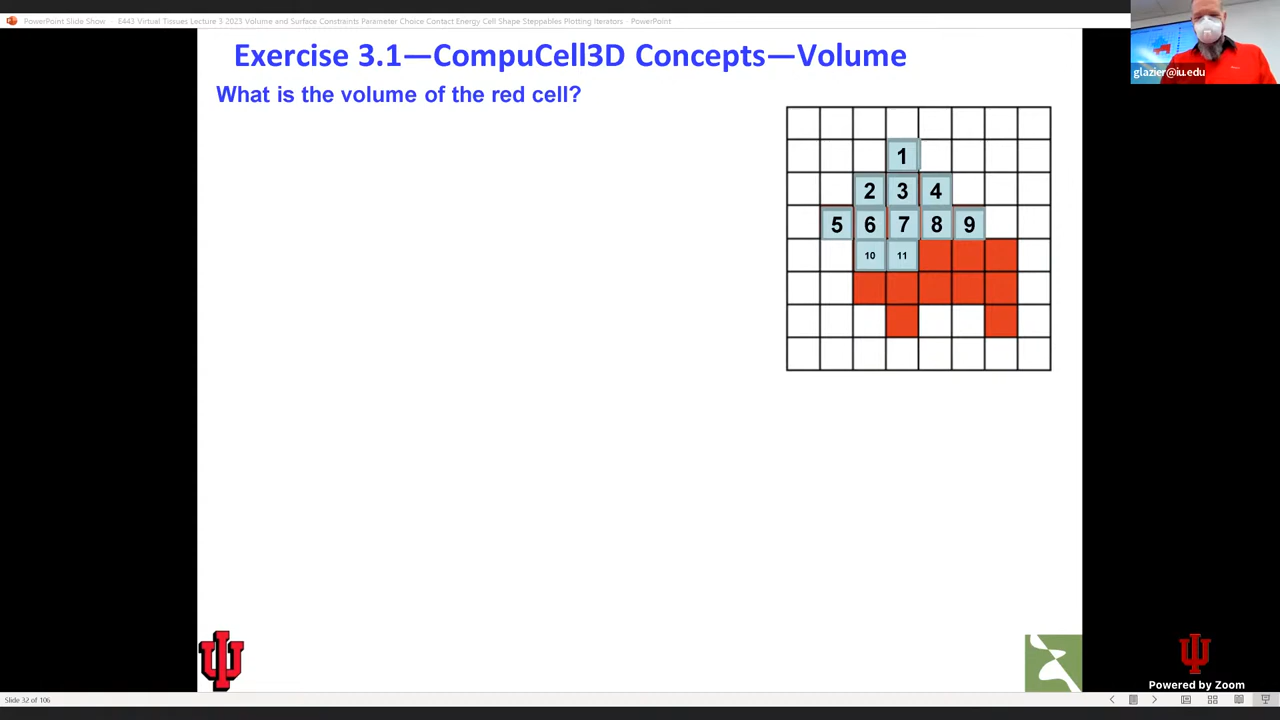 PowerPoint Slide Show - E443 Virtual Tissues Lecture 3 2023 Volume and Surface Constraints Parameter Choice Contact Energy Cell Shape Steppables Plotting Iterators - PowerPoint
Exercise 3.1—CompuCell3D Concepts—Volume
glazier@iu.edu
What is the volume of the red cell?
1
2 3 4
5 6 7 8 9
10 11
Powered by Zoom
Slide 32 of 106